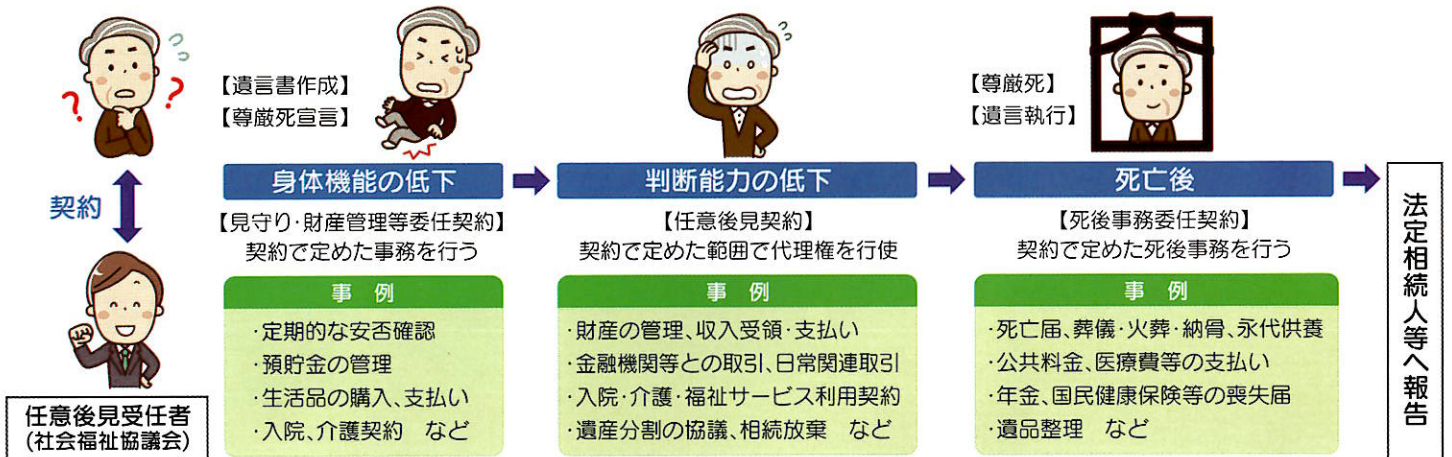 ?
?
契約
任意後見受任者
(社会福祉協議会)
【遺言書作成】
【尊厳死宣言】
身体機能の低下
【見守り・財産管理等委任契約】
契約で定めた事務を行う
事 例
・定期的な安否確認
・預貯金の管理
・生活品の購入、支払い
・入院、介護契約 など
判断能力の低下
【任意後見契約】
契約で定めた範囲で代理権を行使
事 例
・財産の管理、収入受領・支払い
・金融機関等との取引、日常関連取引
・入院・介護・福祉サービス利用契約
・遺産分割の協議、相続放棄 など
【尊厳死】
【遺言執行】
死亡後
【死後事務委任契約】
契約で定めた死後事務を行う
事 例
・死亡届、葬儀・火葬・納骨、永代供養
・公共料金、医療費等の支払い
・年金、国民健康保険等の喪失届
・遺品整理 など
法定相続人等へ報告